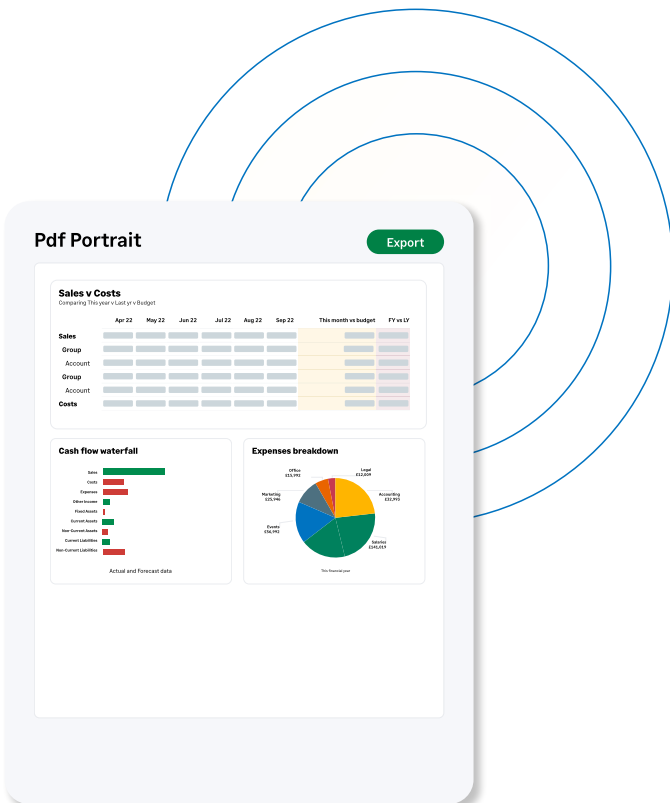 Pdf Portrait
Export
Sales v Costs
Comparing This year v Last yr v Budget
Apr 22 May 22 Jun 22 Jul 22 Aug 22 Sep 22 This month vs budget FY vs LY
Sales
Group
Account
Group
Account
Costs
Cash flow waterfall
Sales
Costs
Expenses
Other Income
Fixed Assets
Current Assets
Non-Current Assets
Current Liabilities
Non-Current Liabilities
Actual and Forecast data
Expenses breakdown
Office
£15,992
Legal
£12,009
Marketing
£25,946
Accounting
£32,995
Events
£56,992
Salaries
£141,019
This financial year